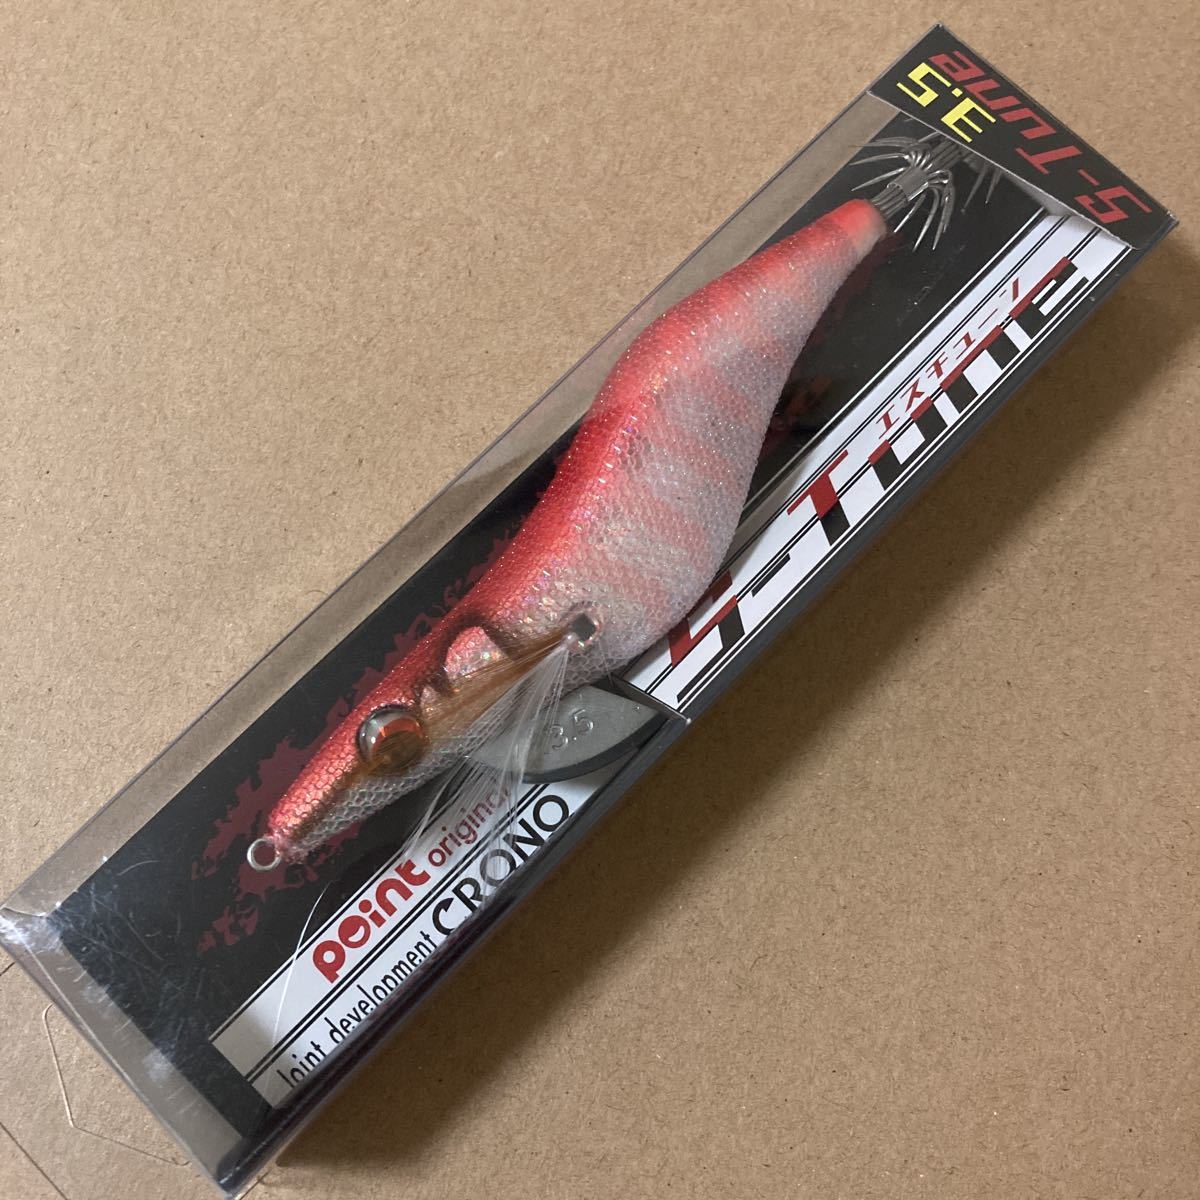 S-Tune
3.5
エスチューン
S-Tune
3.5
point original
Joint development CRONO